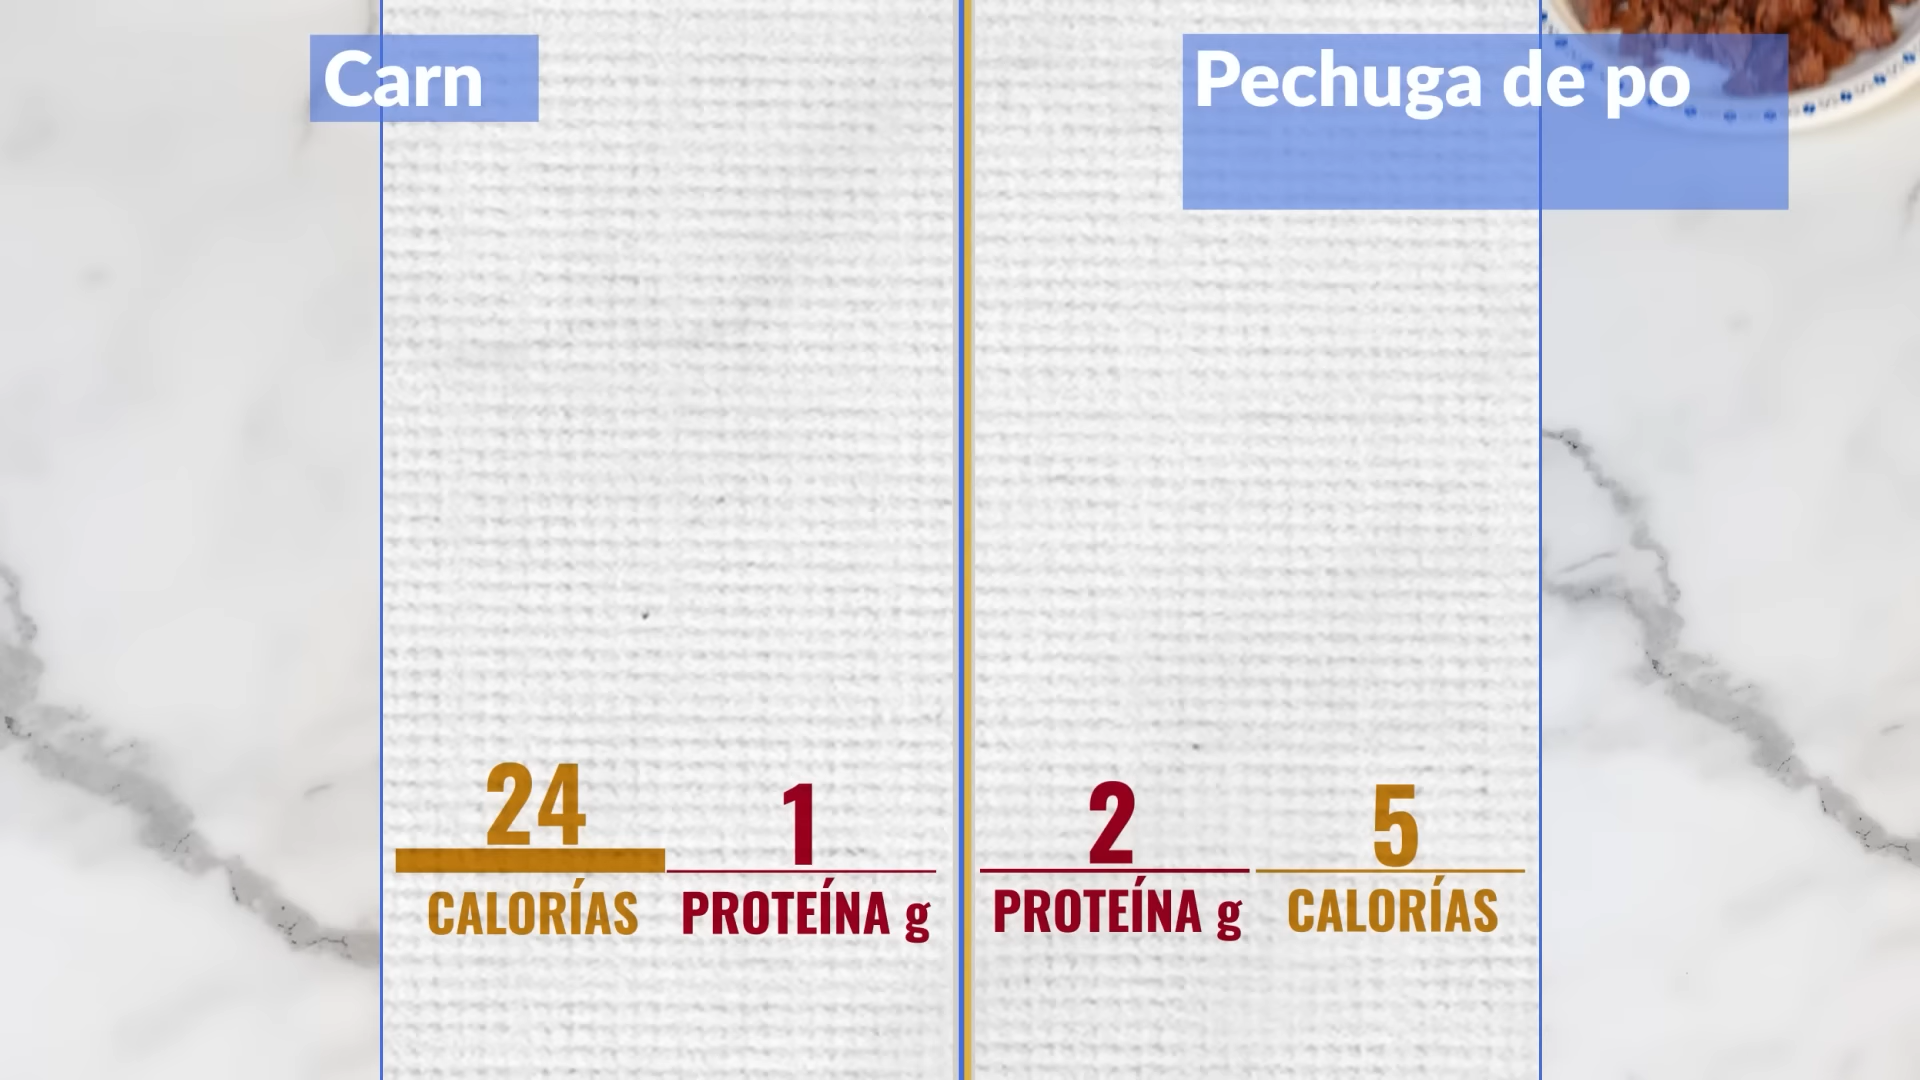 Carn
Pechuga de po
24
CALORÍAS
1
PROTEÍNA g
2
PROTEÍNA g
5
CALORÍAS